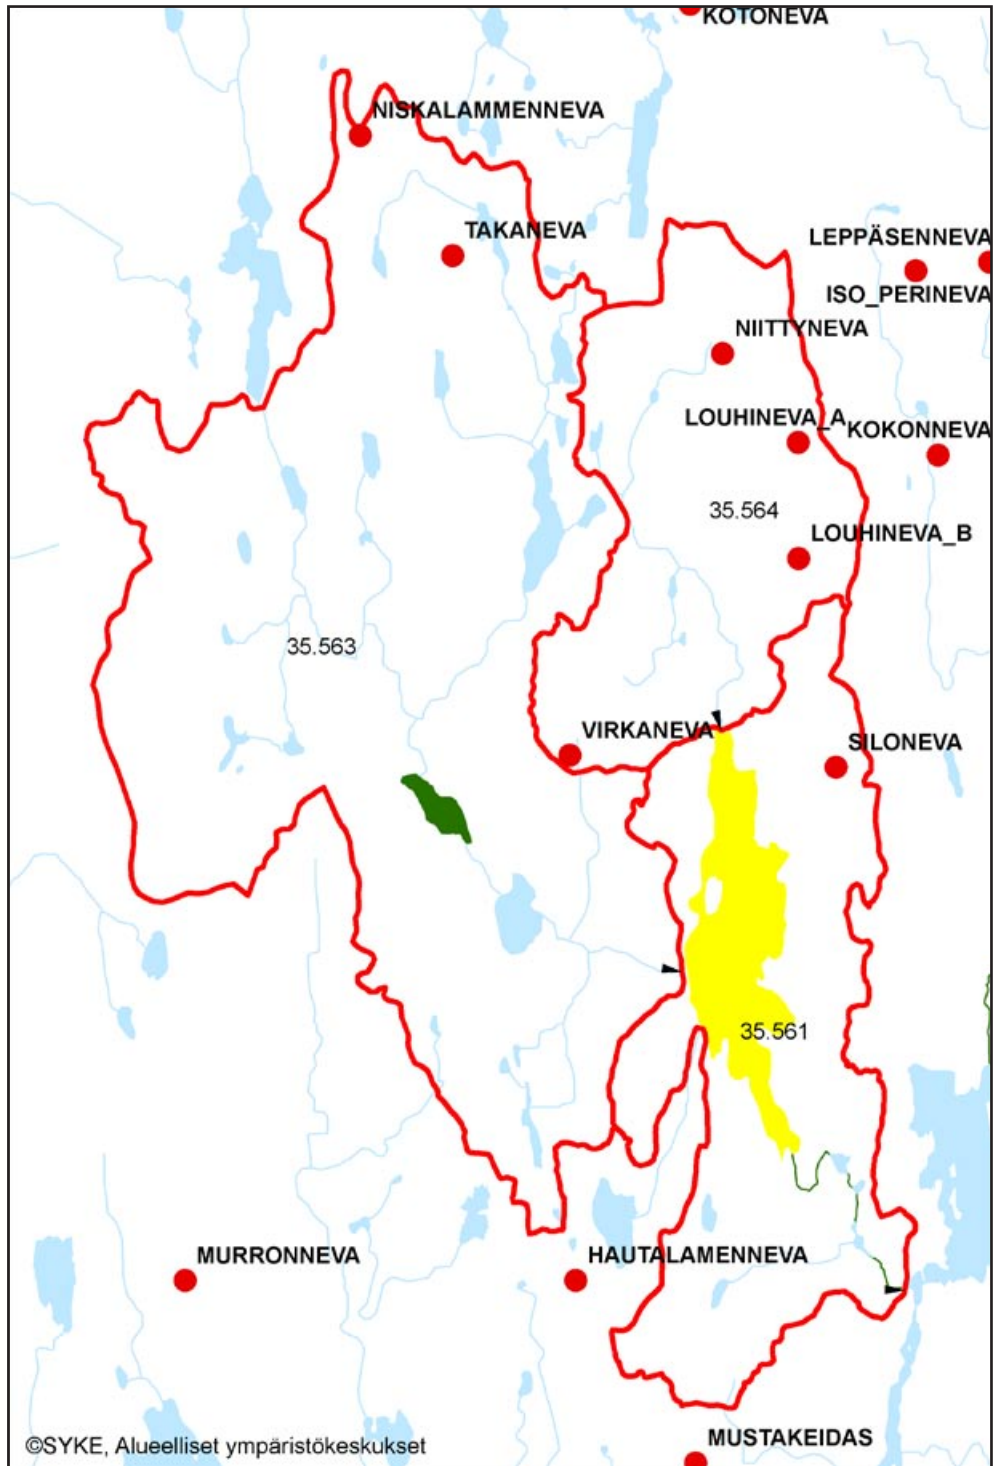 KOTONEVA
NISKALAMMENNEVA
TAKANEVA
LEPPÄSENNEVA
ISO_PERINEVA
NIITTYNEVA
LOUHINEVA_A
KOKONNEVA
35.564
LOUHINEVA_B
35.563
VIRKANEVA
SILONEVA
35.561
MURRONNEVA
HAUTALAMENNEVA
MUSTAKEIDAS
©SYKE, Alueelliset ympäristökeskukset